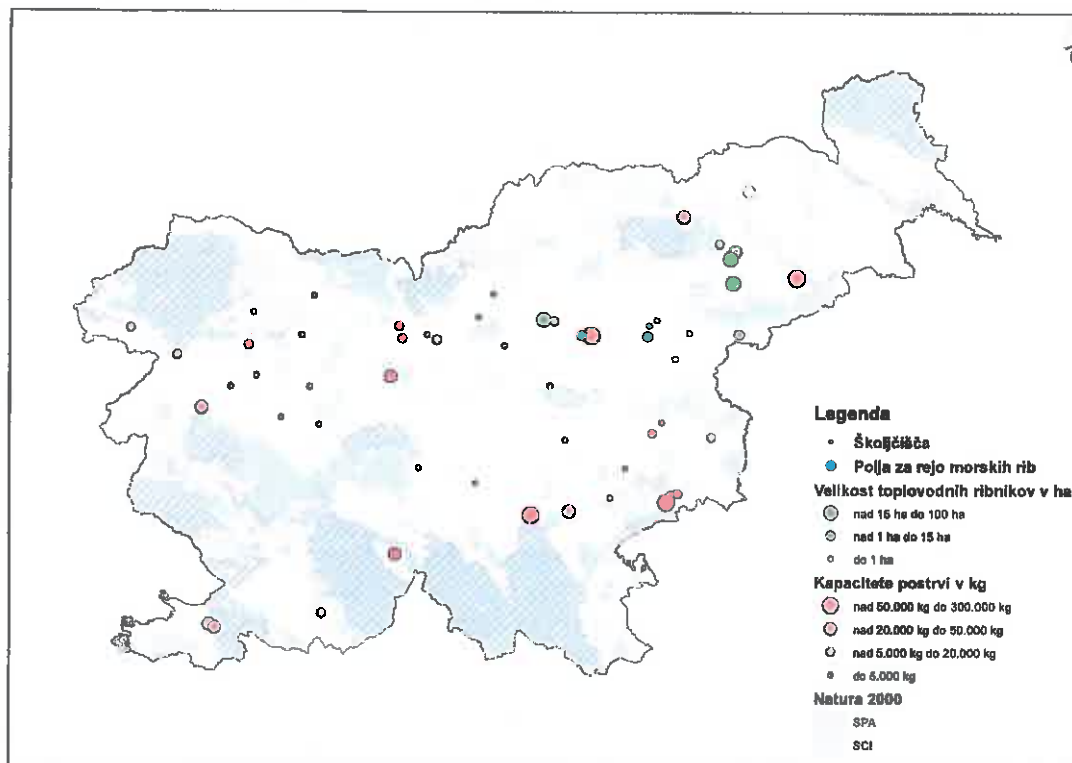 Legenda
Školjčišča
Polja za rejo morskih rib
Velikost toplovodnih ribnikov v ha
nad 15 ha do 100 ha
nad 1 ha do 15 ha
do 1 ha
Kapacitete postrvi v kg
nad 50.000 kg do 300.000 kg
nad 20.000 kg do 50.000 kg
nad 5.000 kg do 20.000 kg
do 5.000 kg
Natura 2000
SPA
SCI